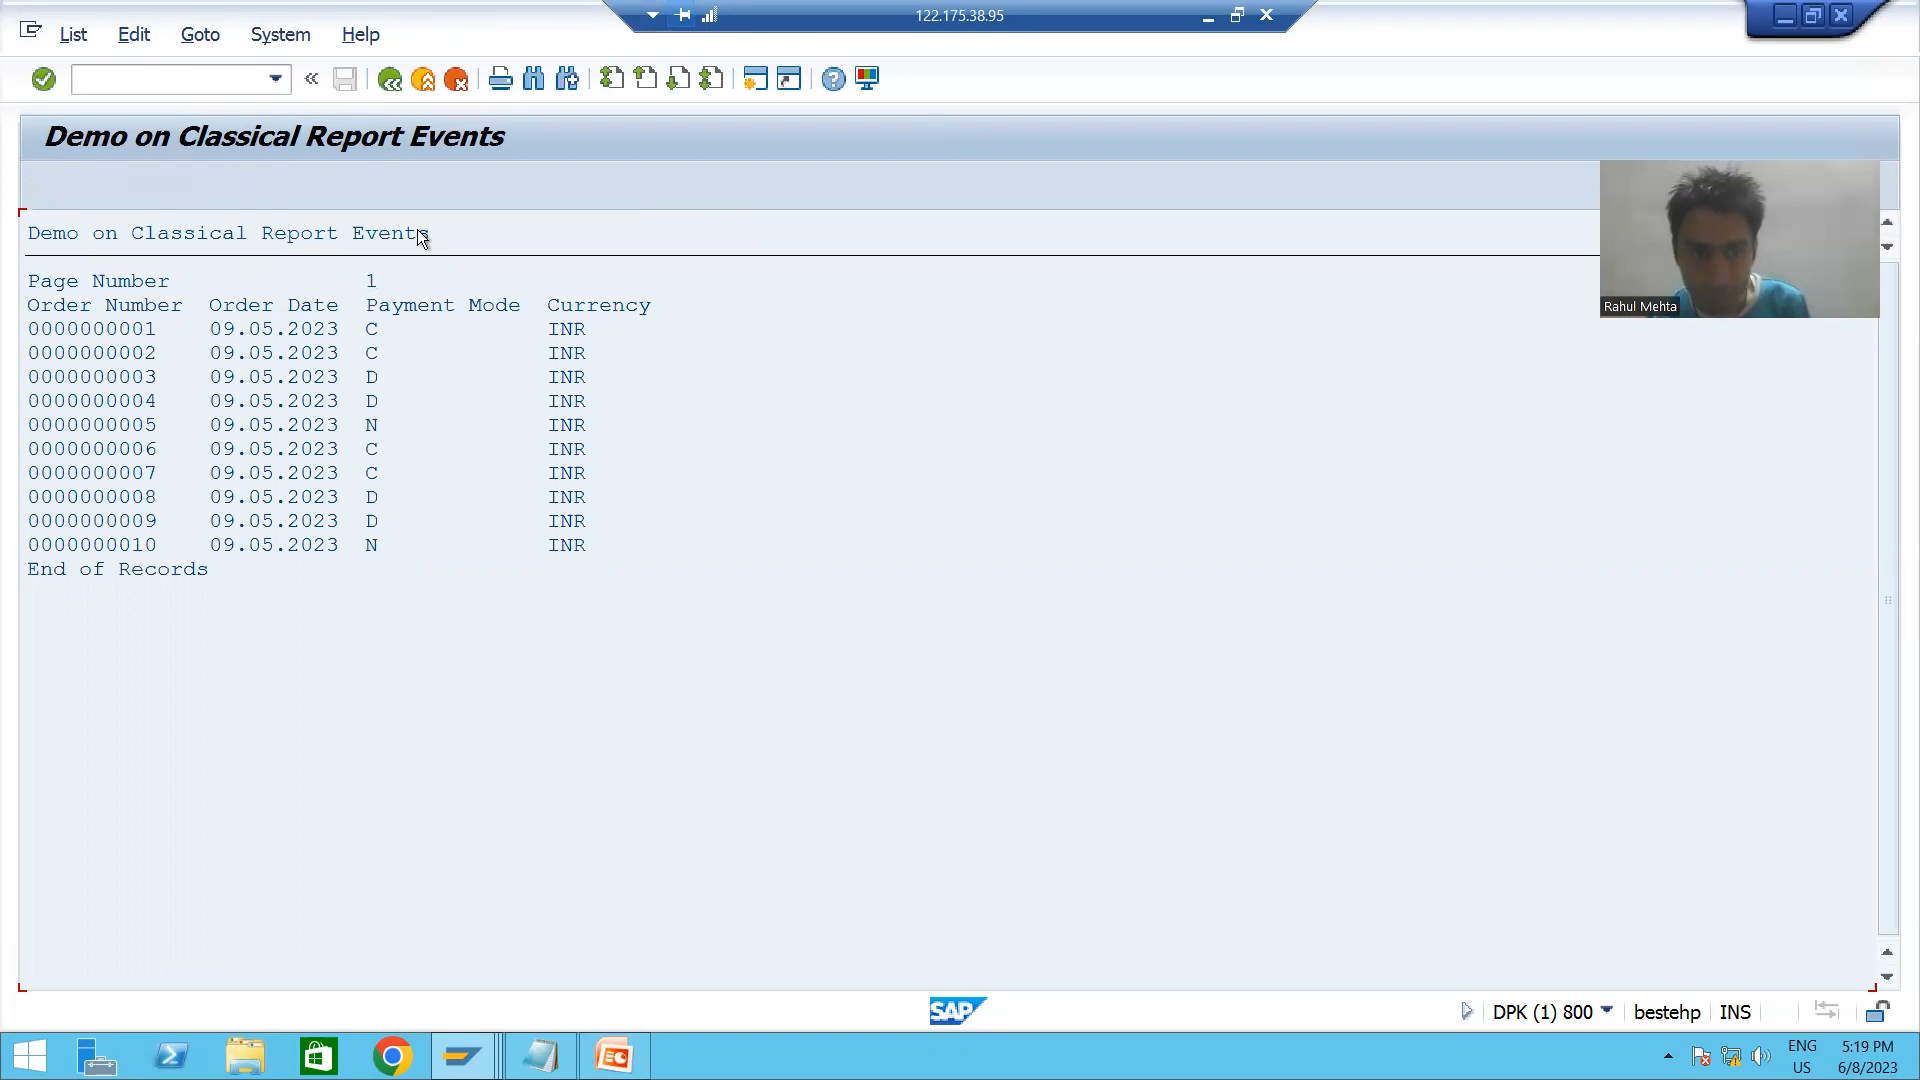 122.175.38.95
List Edit Goto System Help
Demo on Classical Report Events
Demo on Classical Report Events
Page Number 1
Order Number Order Date Payment Mode Currency
0000000001 09.05.2023 C INR
0000000002 09.05.2023 C INR
0000000003 09.05.2023 D INR
0000000004 09.05.2023 D INR
0000000005 09.05.2023 N INR
0000000006 09.05.2023 C INR
0000000007 09.05.2023 C INR
0000000008 09.05.2023 D INR
0000000009 09.05.2023 D INR
0000000010 09.05.2023 N INR
End of Records
Rahul Mehta
SAP
DPK (1) 800 bestehp INS
ENG 5:19 PM
US 6/8/2023